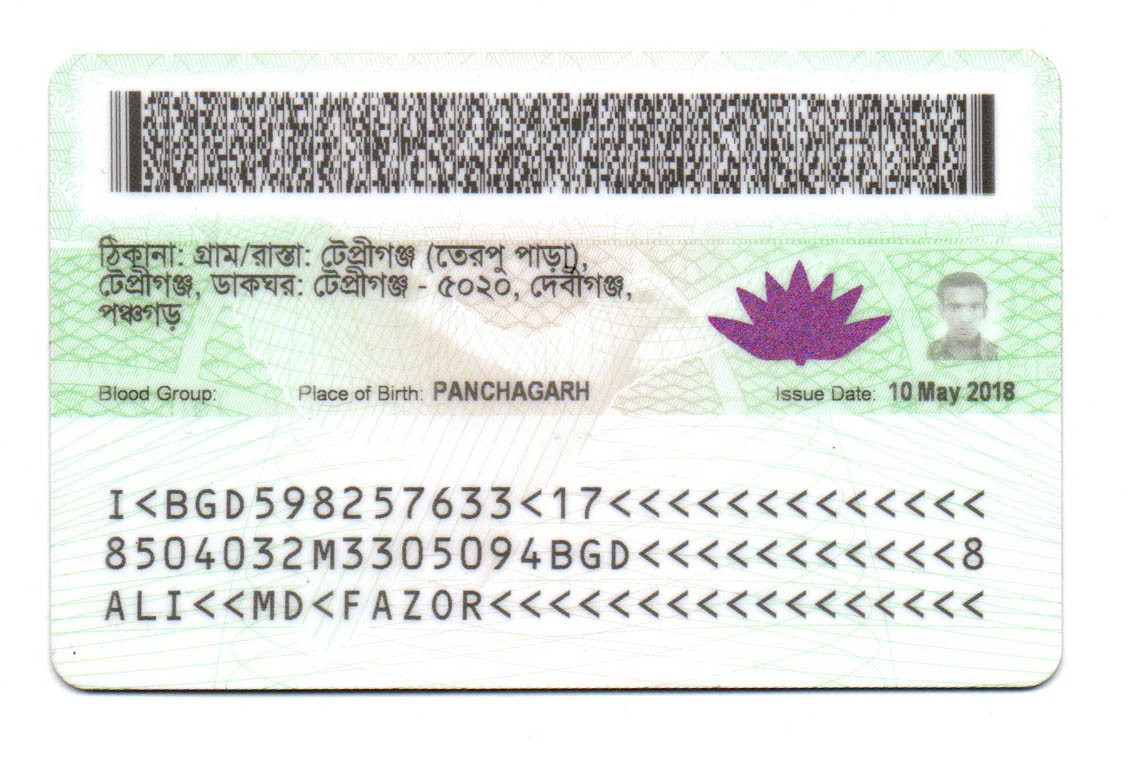 ঠিকানা: গ্রাম/রাস্তা: টেপ্রীগঞ্জ (তেরপু পাড়া),
টেপ্রীগঞ্জ, ডাকঘর: টেপ্রীগঞ্জ - ৫০২০, দেবীগঞ্জ,
পঞ্চগড়
Blood Group: Place of Birth: PANCHAGARH Issue Date: 10 May 2018
I<BGD598257633<17<<<<<<<<<<<<<
8504032M3305094BGD<<<<<<<<<<<8
ALI<<MD<FAZOR<<<<<<<<<<<<<<<<<